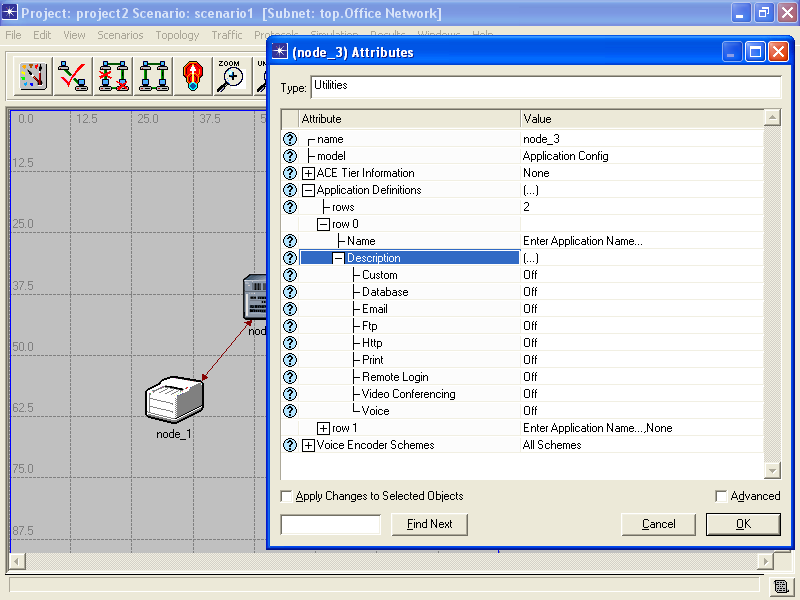 Project: project2 Scenario: scenario1 [Subnet: top.Office Network]
File Edit View Scenarios Topology Traffic Protocols Simulation Results Windows Help
ZOOM
(node_3) Attributes
Type: Utilities
Attribute Value
name node_3
model Application Config
ACE Tier Information None
Application Definitions (...)
rows 2
row 0
Name Enter Application Name...
Description (...)
Custom Off
Database Off
Email Off
Ftp Off
Http Off
Print Off
Remote Login Off
Video Conferencing Off
Voice Off
row 1 Enter Application Name...,None
Voice Encoder Schemes All Schemes
Apply Changes to Selected Objects Advanced
Find Next Cancel OK
0.0 12.5 25.0 37.5
12.5
25.0
37.5
50.0
62.5
75.0
87.5
nod
node_1